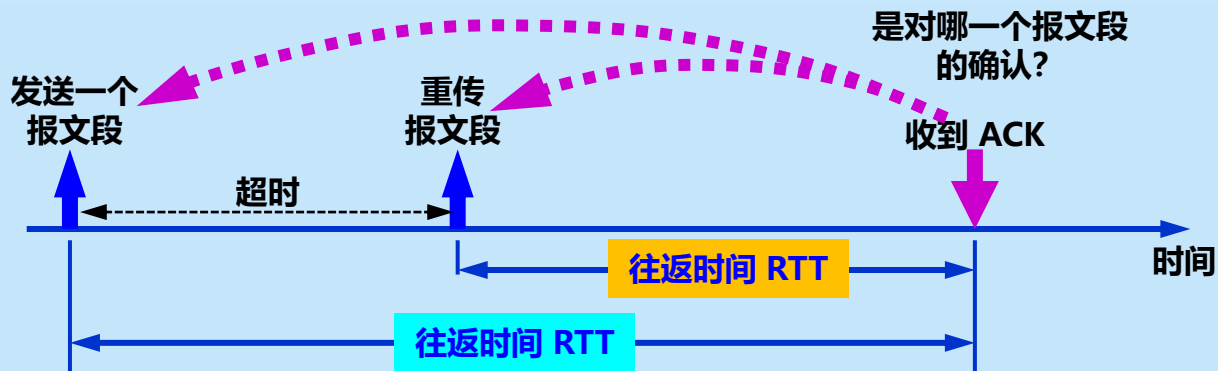 是对哪一个报文段
的确认?
发送一个
报文段
重传
报文段
收到 ACK
超时
时间
往返时间 RTT
往返时间 RTT